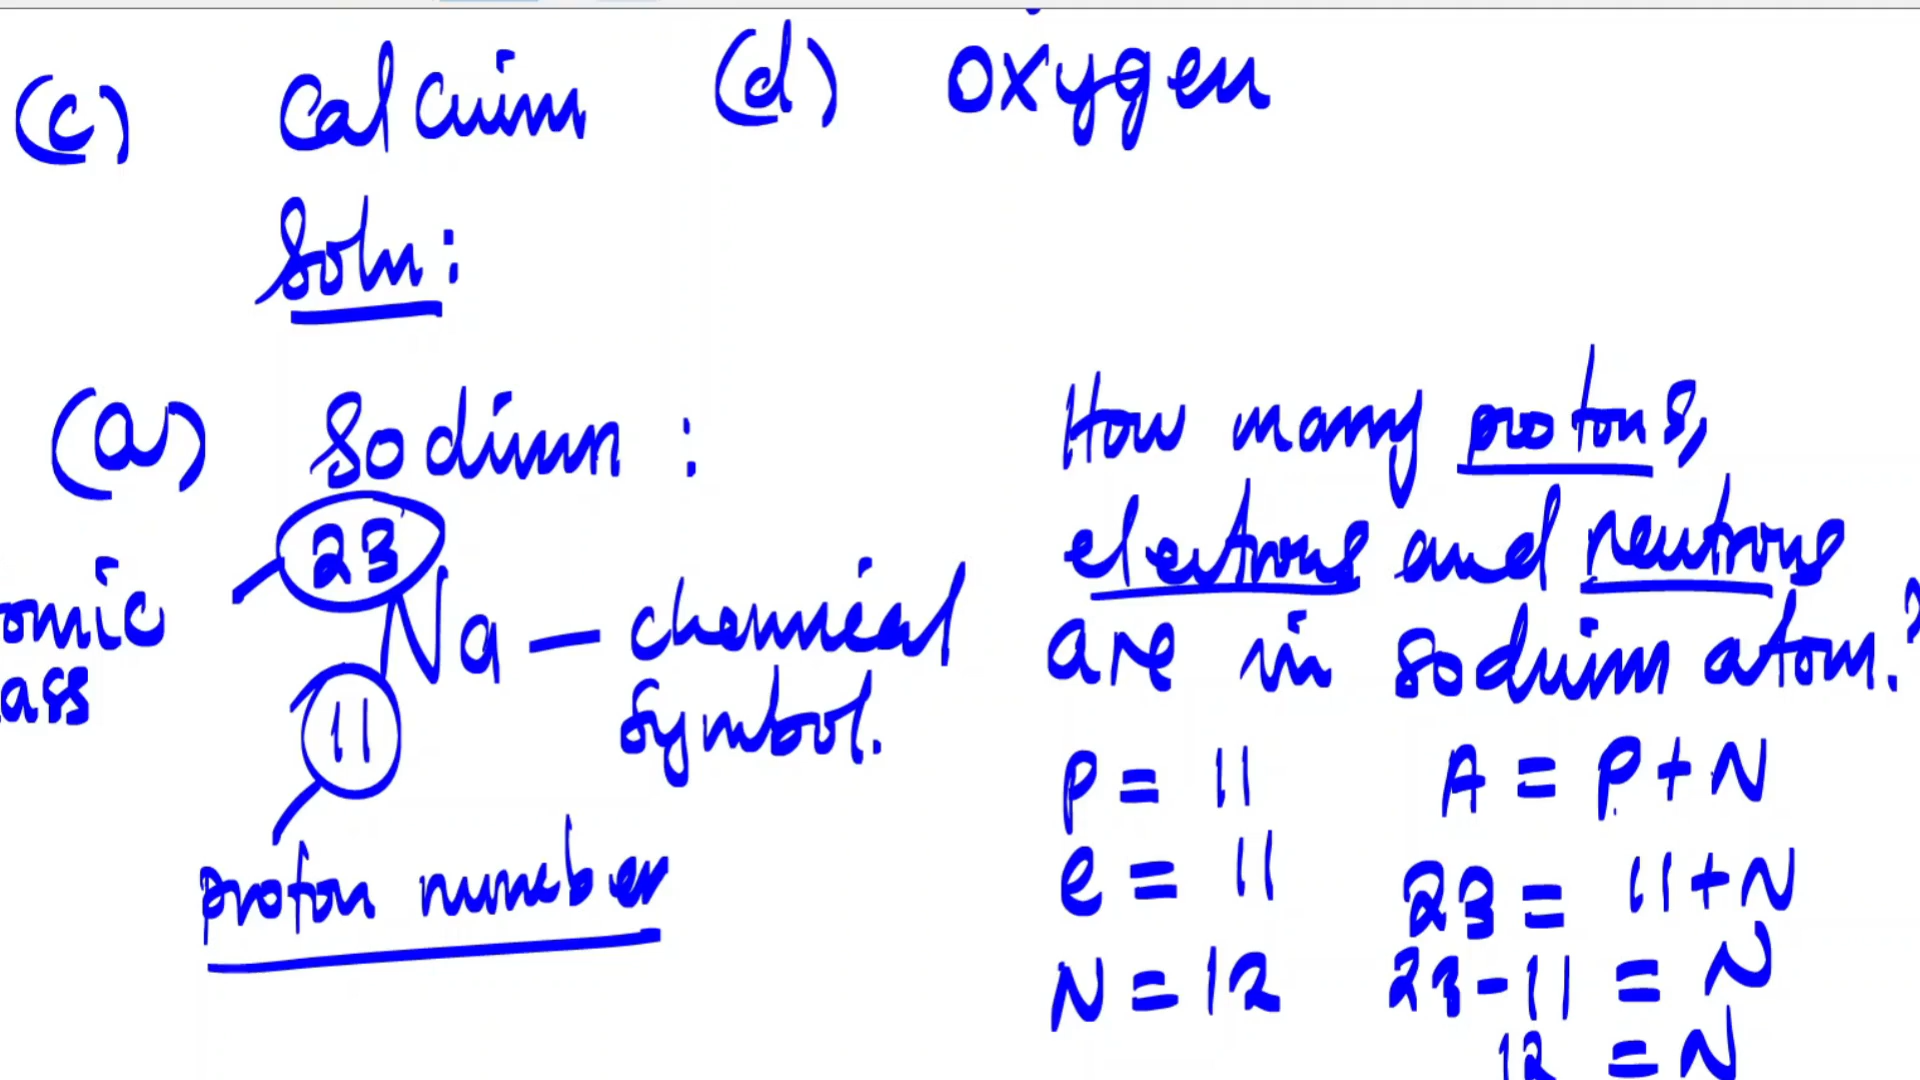 (c) Calcium (d) oxygen
Soln:
(a) Sodium :
23
Na — chemical
symbol.
11
proton number
omic
ass
How many protons,
electrons and neutrons
are in sodium atom.?
P = 11
e = 11
N = 12
A = P + N
23 = 11 + N
23 - 11 = N
12 = N